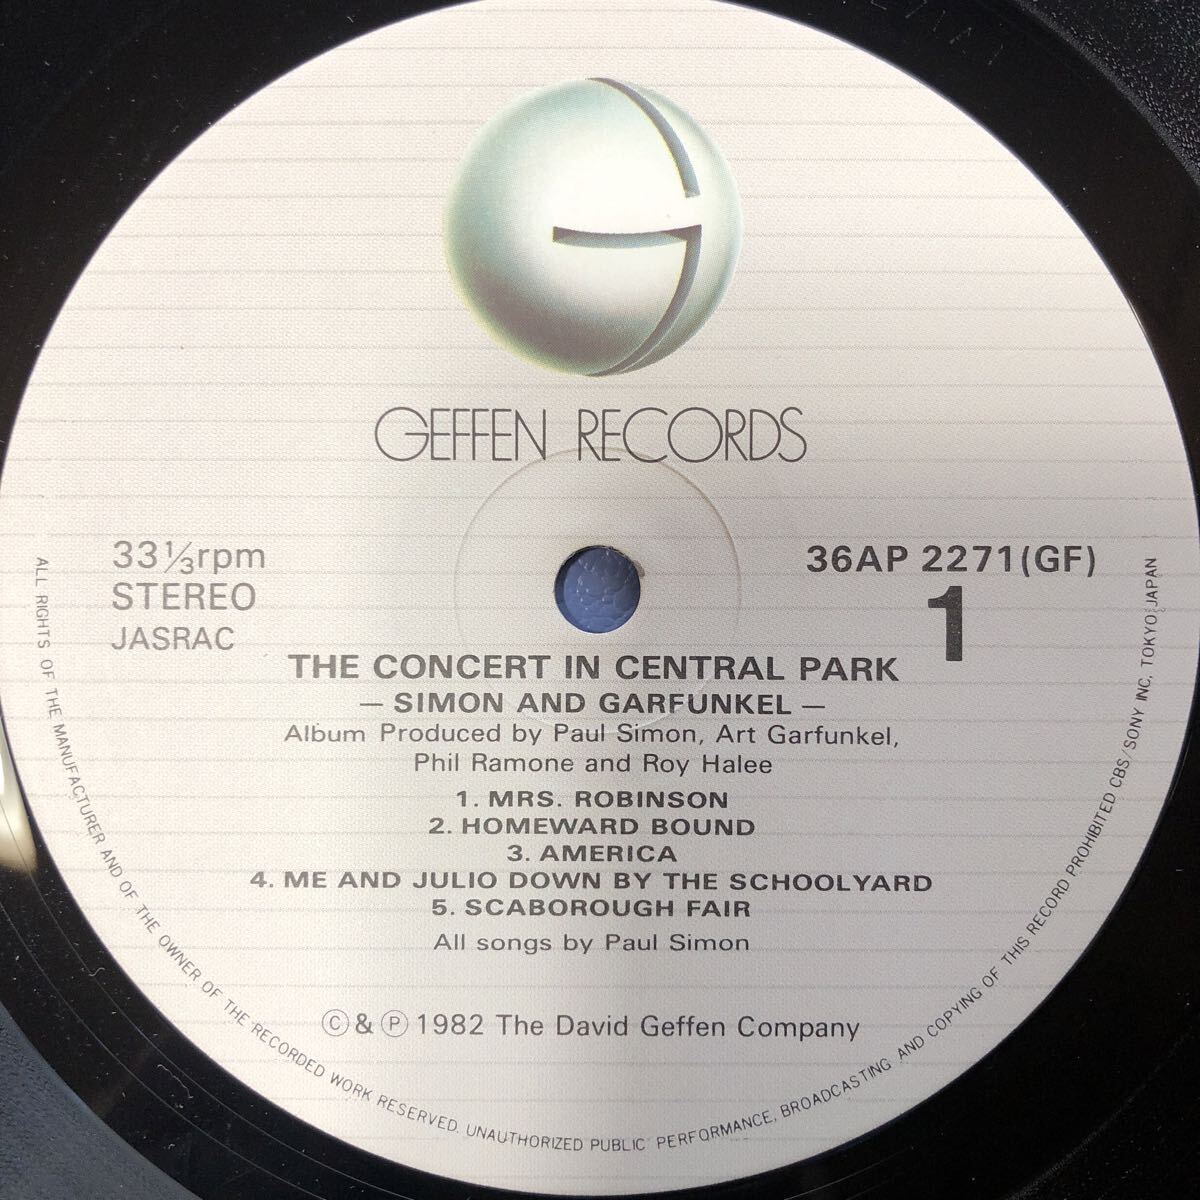 GEFFEN RECORDS
33⅓rpm
STEREO
JASRAC
36AP 2271(GF)
1
THE CONCERT IN CENTRAL PARK
— SIMON AND GARFUNKEL —
Album Produced by Paul Simon, Art Garfunkel,
Phil Ramone and Roy Halee
1. MRS. ROBINSON
2. HOMEWARD BOUND
3. AMERICA
4. ME AND JULIO DOWN BY THE SCHOOLYARD
5. SCABOROUGH FAIR
All songs by Paul Simon
Ⓒ & Ⓟ 1982 The David Geffen Company
ALL RIGHTS OF THE MANUFACTURER AND OF THE OWNER OF THE RECORDED WORK RESERVED. UNAUTHORIZED PUBLIC PERFORMANCE, BROADCASTING AND COPYING OF THIS RECORD PROHIBITED CBS/SONY INC. TOKYO JAPAN